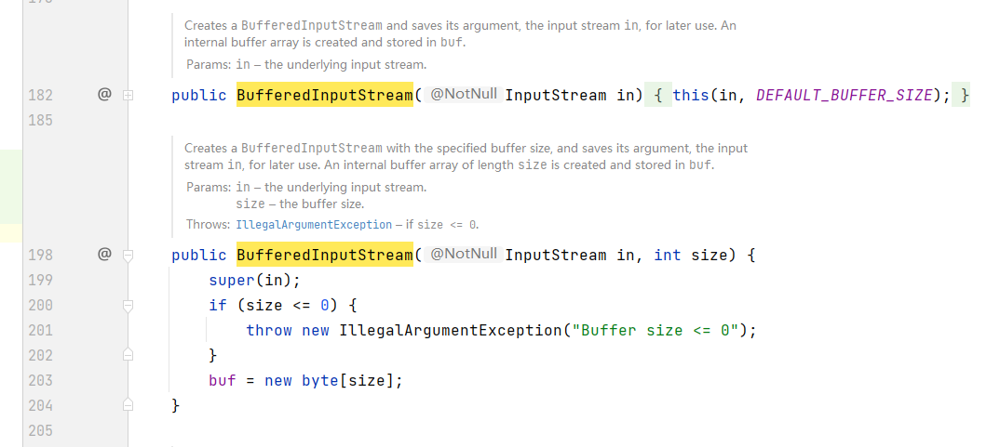 Creates a BufferedInputStream and saves its argument, the input stream in, for later use. An
internal buffer array is created and stored in buf.
Params: in – the underlying input stream.
182 @ public BufferedInputStream( @NotNull InputStream in) { this(in, DEFAULT_BUFFER_SIZE); }
185
Creates a BufferedInputStream with the specified buffer size, and saves its argument, the input
stream in, for later use. An internal buffer array of length size is created and stored in buf.
Params: in – the underlying input stream.
size – the buffer size.
Throws: IllegalArgumentException – if size <= 0.
198 @ public BufferedInputStream( @NotNull InputStream in, int size) {
199 super(in);
200 if (size <= 0) {
201 throw new IllegalArgumentException("Buffer size <= 0");
202 }
203 buf = new byte[size];
204 }
205